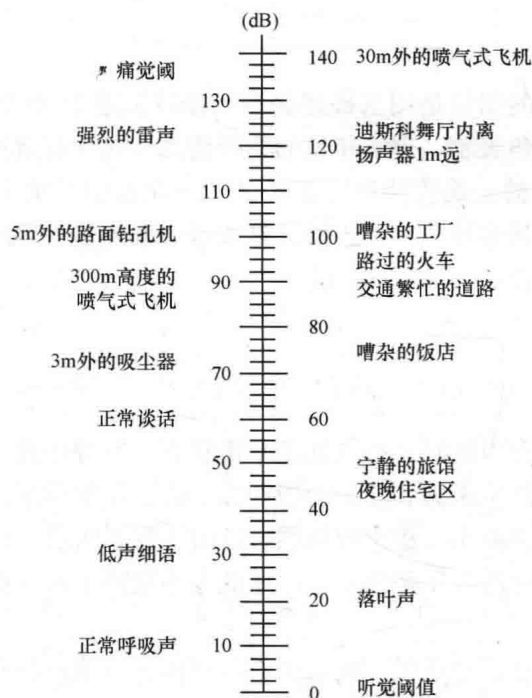 (dB)
140 30m外的喷气式飞机
痛觉阈
130
强烈的雷声
120 迪斯科舞厅内离
扬声器1m远
110
5m外的路面钻孔机
100 嘈杂的工厂
路过的火车
300m高度的
喷气式飞机
90
交通繁忙的道路
80
嘈杂的饭店
3m外的吸尘器
70
正常谈话
60
50
宁静的旅馆
夜晚住宅区
40
低声细语
30
20 落叶声
正常呼吸声
10
0 听觉阈值